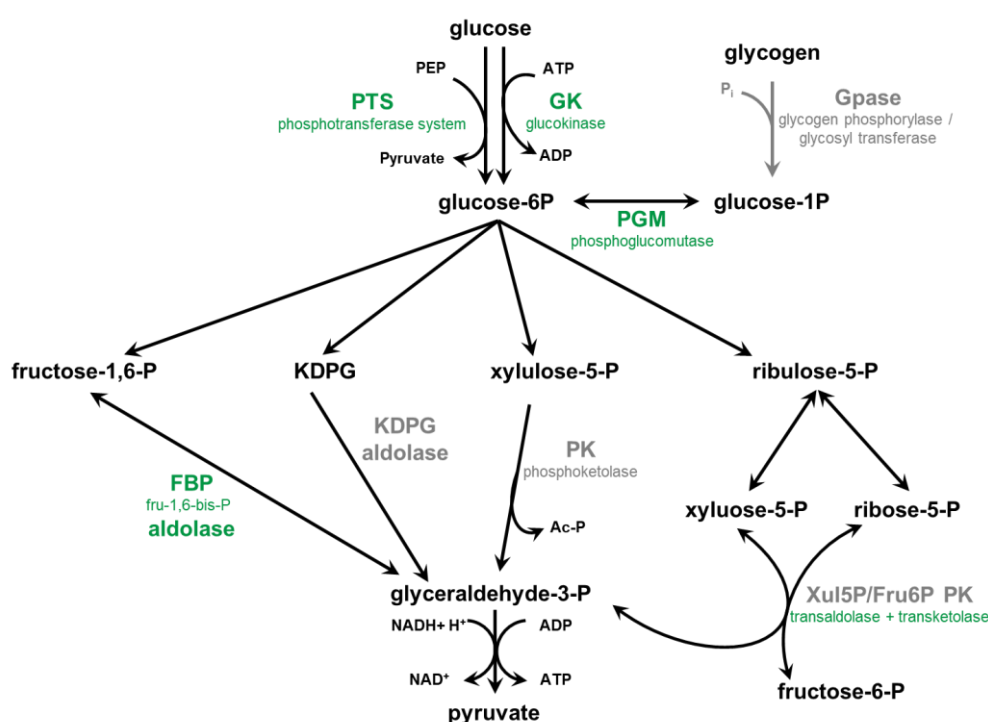 glucose
glycogen
PEP
ATP
PTS
phosphotransferase system
GK
glucokinase
Pi
Gpase
glycogen phosphorylase /
glycosyl transferase
Pyruvate
ADP
glucose-6P
glucose-1P
PGM
phosphoglucomutase
fructose-1,6-P
KDPG
xylulose-5-P
ribulose-5-P
KDPG
aldolase
PK
phosphoketolase
FBP
fru-1,6-bis-P
aldolase
Ac-P
xyluose-5-P
ribose-5-P
glyceraldehyde-3-P
Xul5P/Fru6P PK
transaldolase + transketolase
NADH+ H⁺
ADP
NAD⁺
ATP
fructose-6-P
pyruvate